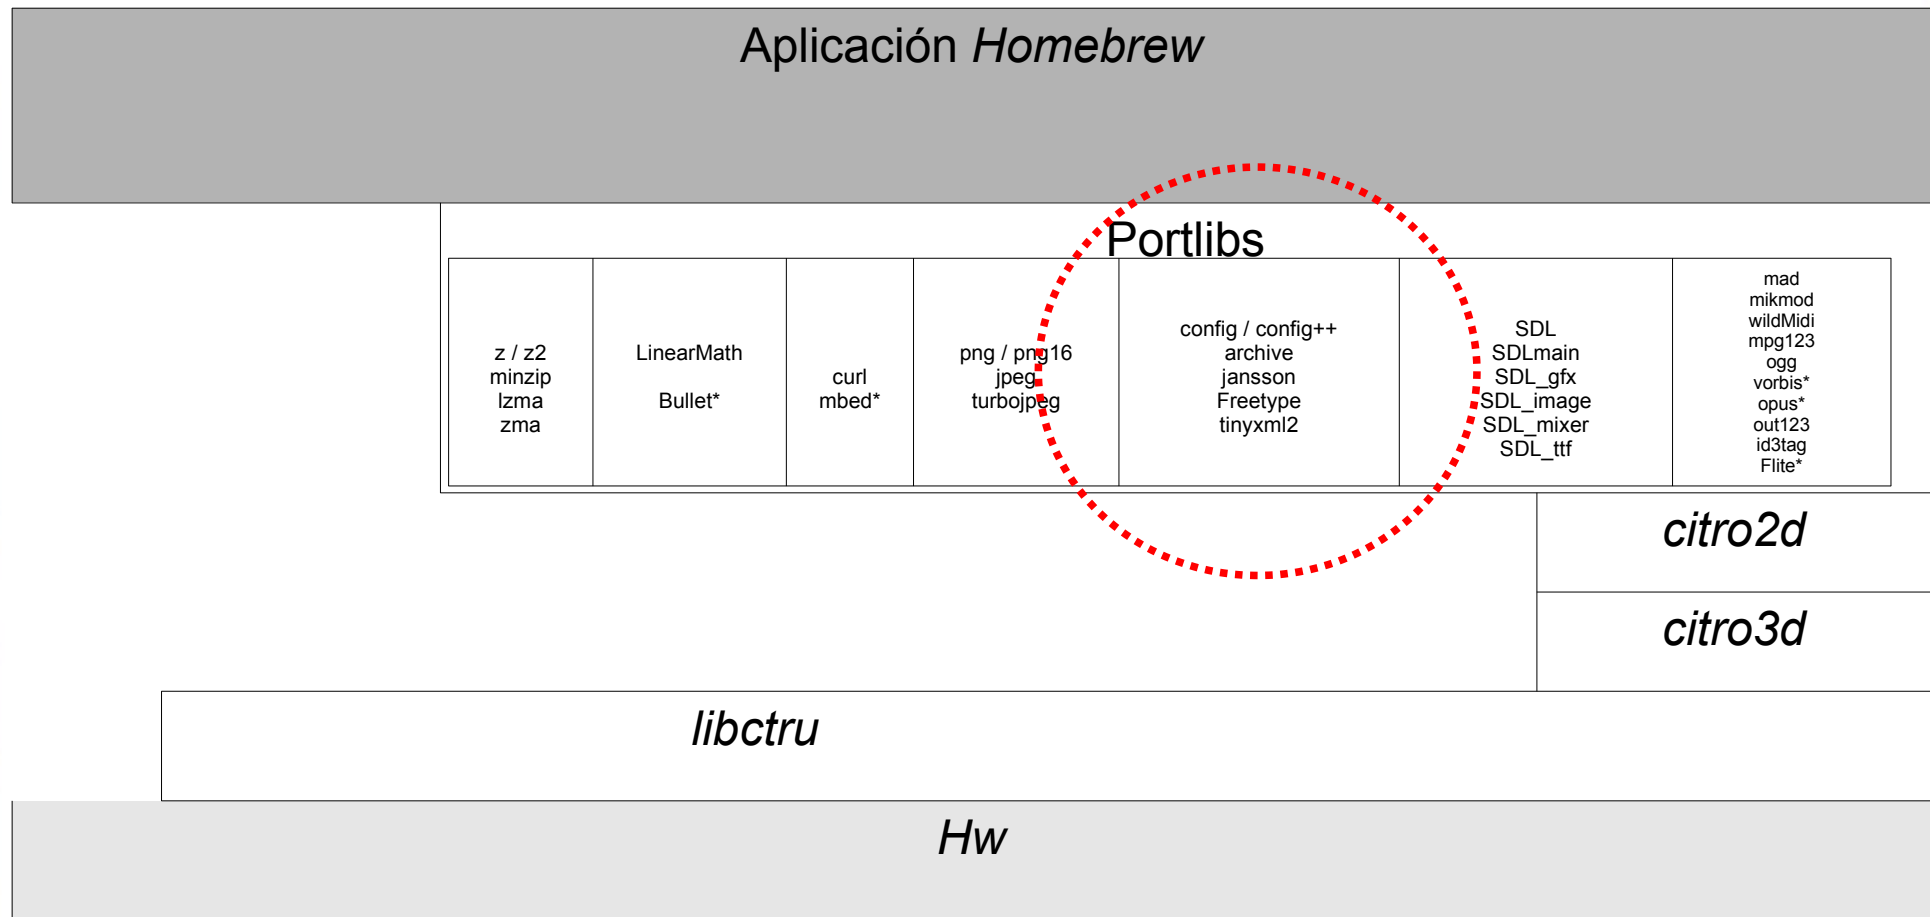 Aplicación Homebrew
Portlibs
z / z2
minzip
lzma
zma
LinearMath
Bullet*
curl
mbed*
png / png16
jpeg
turbojpeg
config / config++
archive
jansson
Freetype
tinyxml2
SDL
SDLmain
SDL_gfx
SDL_image
SDL_mixer
SDL_ttf
mad
mikmod
wildMidi
mpg123
ogg
vorbis*
opus*
out123
id3tag
Flite*
citro2d
citro3d
libctru
Hw